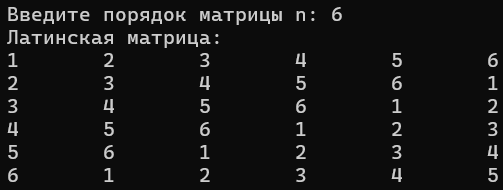 Введите порядок матрицы n: 6
Латинская матрица:
1 2 3 4 5 6
2 3 4 5 6 1
3 4 5 6 1 2
4 5 6 1 2 3
5 6 1 2 3 4
6 1 2 3 4 5